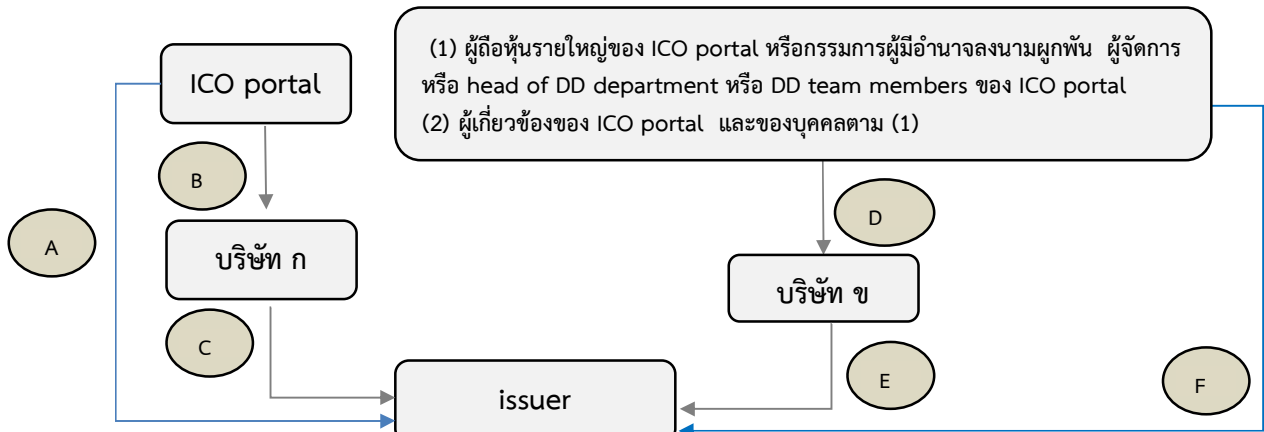 (1) ผู้ถือหุ้นรายใหญ่ของ ICO portal หรือกรรมการผู้มีอำนาจลงนามผูกพัน ผู้จัดการ
หรือ head of DD department หรือ DD team members ของ ICO portal
(2) ผู้เกี่ยวข้องของ ICO portal และของบุคคลตาม (1)
ICO portal
B
D
A
บริษัท ก
บริษัท ข
C
E
F
issuer